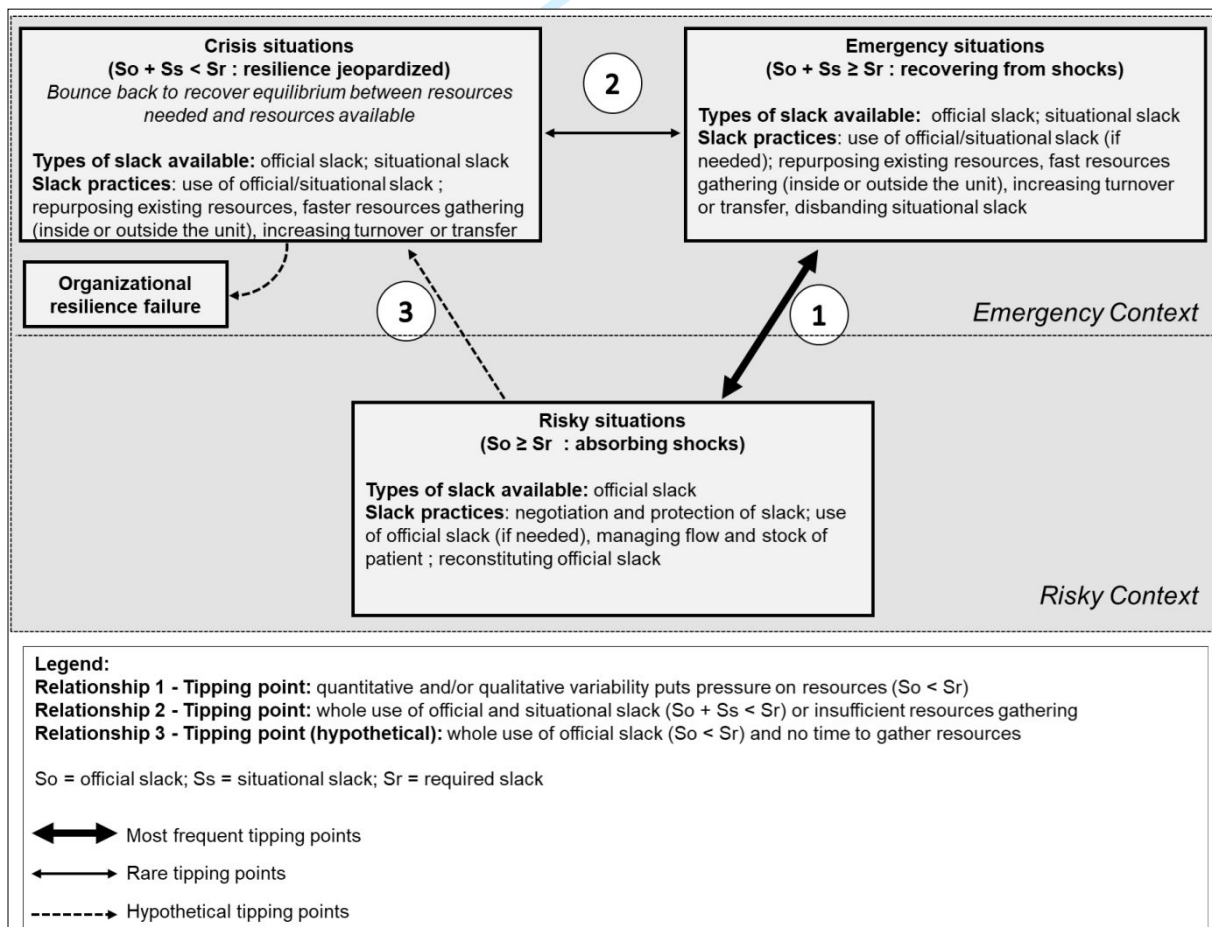 Crisis situations
(So + Ss < Sr : resilience jeopardized)
Bounce back to recover equilibrium between resources
needed and resources available
Types of slack available: official slack; situational slack
Slack practices: use of official/situational slack ;
repurposing existing resources, faster resources gathering
(inside or outside the unit), increasing turnover or transfer
2
Emergency situations
(So + Ss ≥ Sr : recovering from shocks)
Types of slack available: official slack; situational slack
Slack practices: use of official/situational slack (if
needed); repurposing existing resources, fast resources
gathering (inside or outside the unit), increasing turnover
or transfer, disbanding situational slack
Organizational
resilience failure
3
1
Emergency Context
Risky situations
(So ≥ Sr : absorbing shocks)
Types of slack available: official slack
Slack practices: negotiation and protection of slack; use
of official slack (if needed), managing flow and stock of
patient ; reconstituting official slack
Risky Context
Legend:
Relationship 1 - Tipping point: quantitative and/or qualitative variability puts pressure on resources (So < Sr)
Relationship 2 - Tipping point: whole use of official and situational slack (So + Ss < Sr) or insufficient resources gathering
Relationship 3 - Tipping point (hypothetical): whole use of official slack (So < Sr) and no time to gather resources
So = official slack; Ss = situational slack; Sr = required slack
Most frequent tipping points
Rare tipping points
Hypothetical tipping points